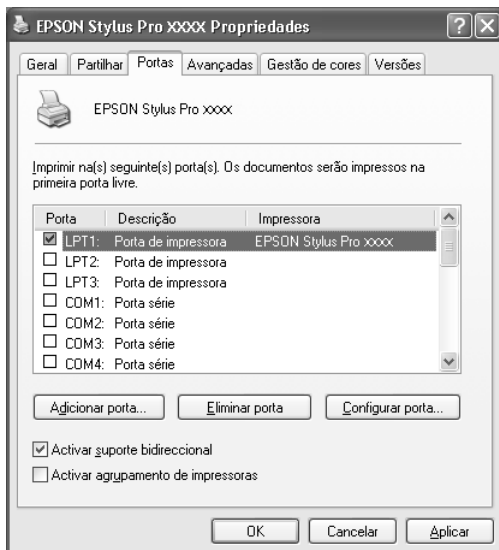 EPSON Stylus Pro XXXX Propriedades
Geral Partilhar Portas Avançadas Gestão de cores Versões
EPSON Stylus Pro xxxx
Imprimir na(s) seguinte(s) porta(s). Os documentos serão impressos na
primeira porta livre.
Porta Descrição Impressora
LPT1: Porta de impressora EPSON Stylus Pro xxxx
LPT2: Porta de impressora
LPT3: Porta de impressora
COM1: Porta série
COM2: Porta série
COM3: Porta série
COM4: Porta série
Adicionar porta... Eliminar porta Configurar porta...
Activar suporte bidireccional
Activar agrupamento de impressoras
OK Cancelar Aplicar